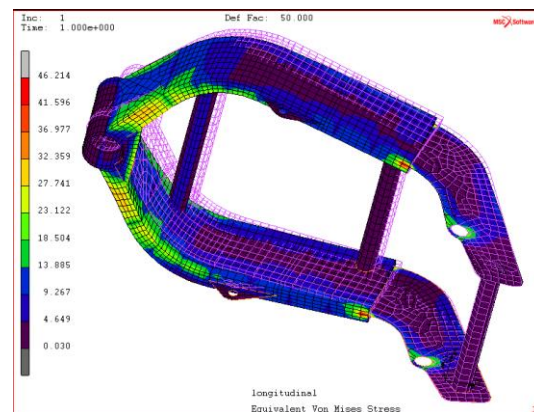 Inc: 1
Time: 1.000e+000
Def Fac: 50.000
MSC Software
46.214
41.596
36.977
32.359
27.741
23.122
18.504
13.885
9.267
4.649
0.030
longitudinal
Equivalent Von Mises Stress